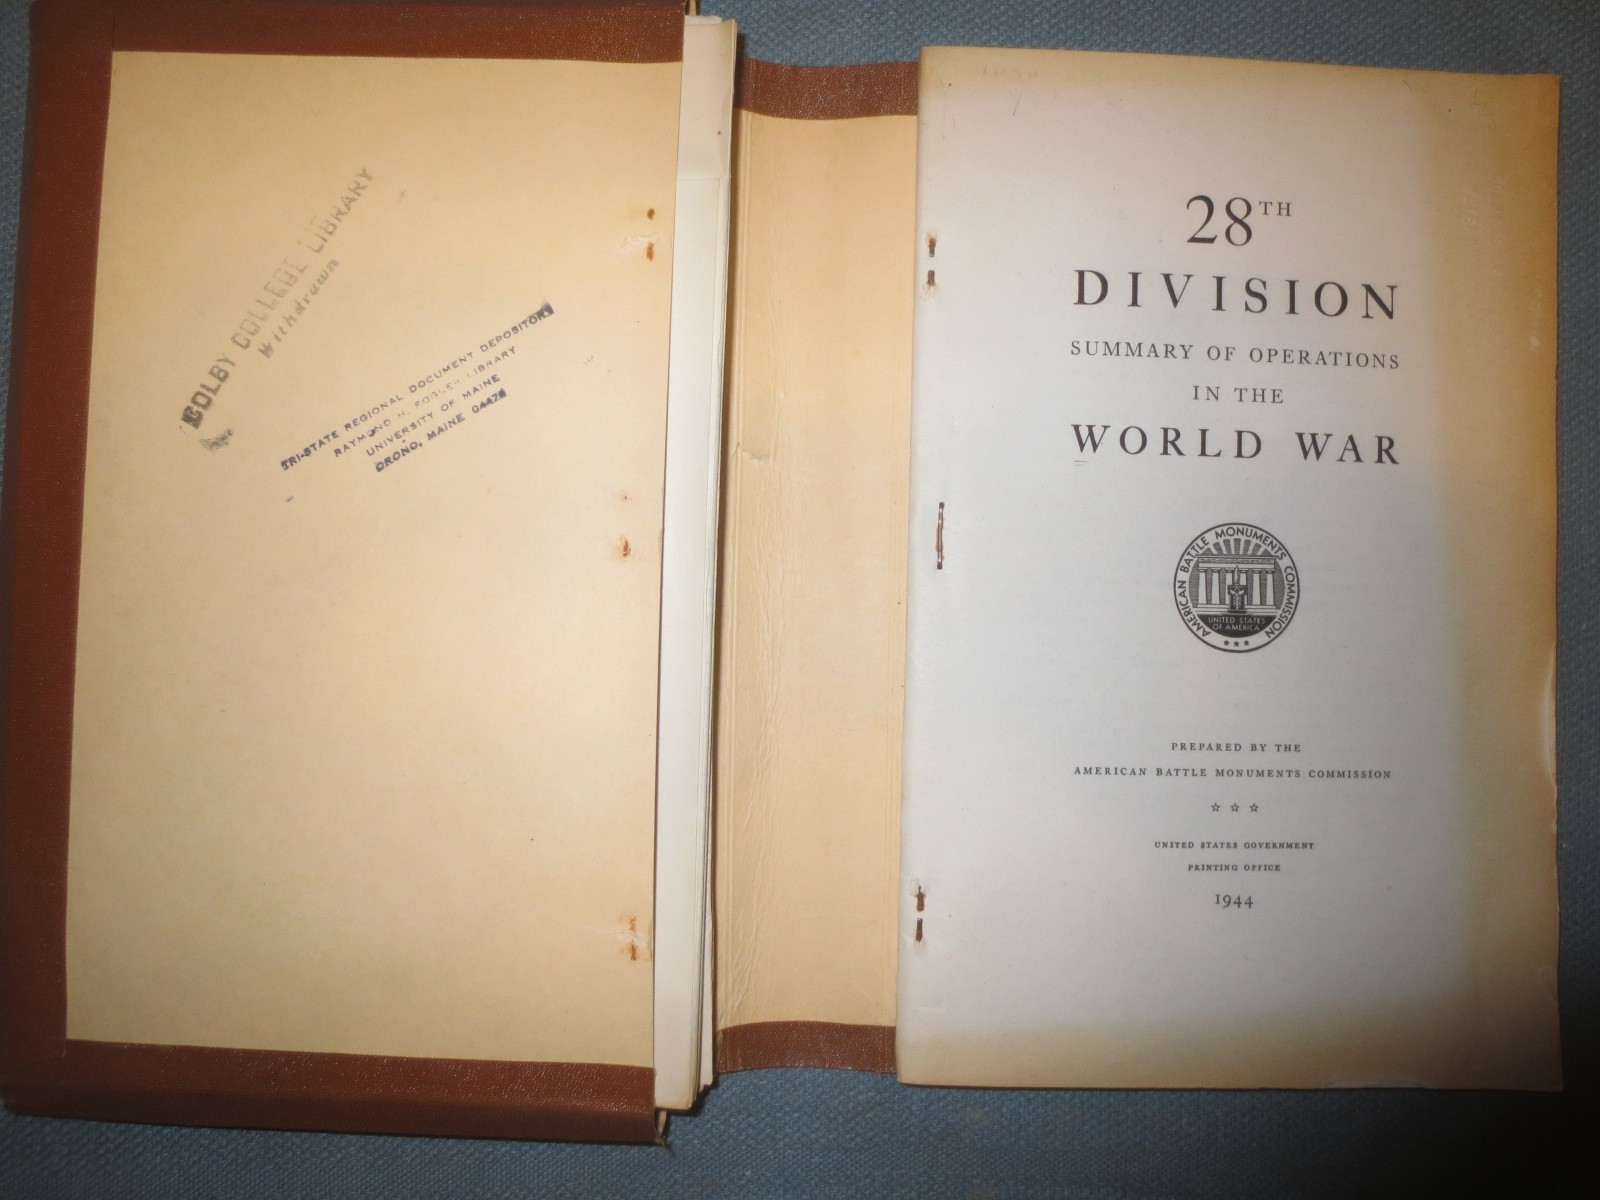 COLBY COLLEGE LIBRARY
Withdrawn
TRI-STATE REGIONAL DOCUMENT DEPOSITORY
RAYMOND H. FOGLER LIBRARY
UNIVERSITY OF MAINE
ORONO, MAINE 04473
28TH
DIVISION
SUMMARY OF OPERATIONS
IN THE
WORLD WAR
AMERICAN BATTLE MONUMENTS COMMISSION
UNITED STATES
OF AMERICA
PREPARED BY THE
AMERICAN BATTLE MONUMENTS COMMISSION
UNITED STATES GOVERNMENT
PRINTING OFFICE
1944